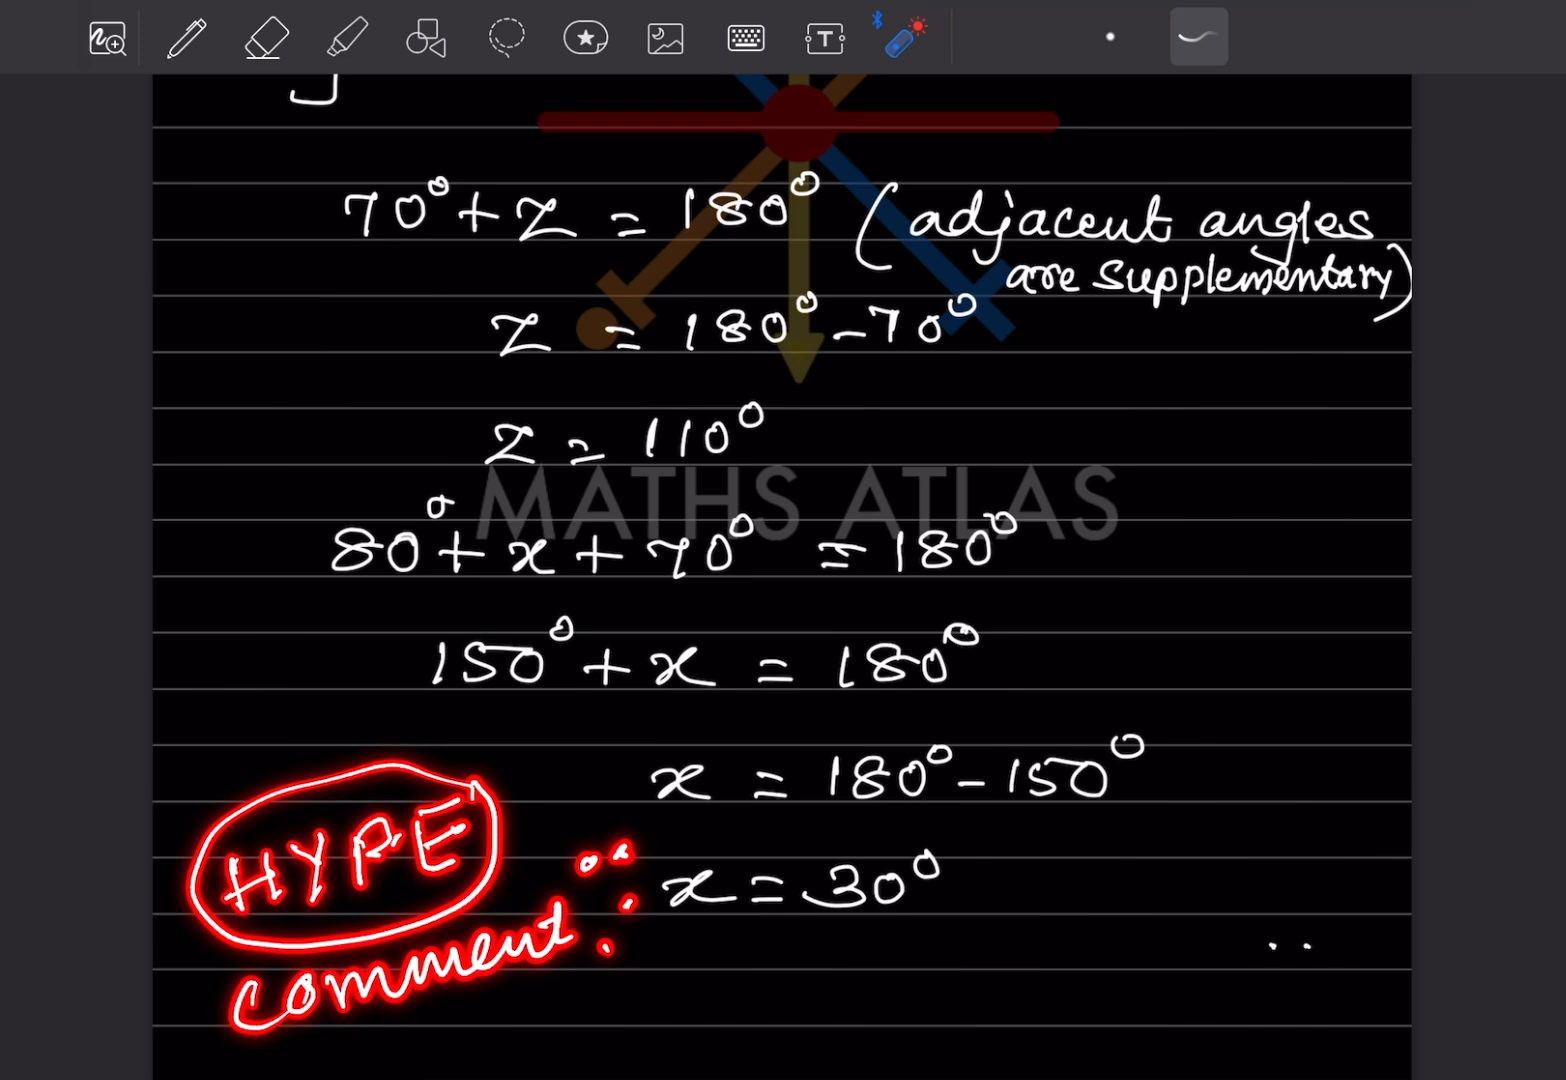 70° + z = 180° (adjacent angles
are supplementary)
z = 180° - 70°
z = 110°
MATHS ATLAS
80° + x + 70° = 180°
150° + x = 180°
x = 180° - 150°
HYPE
x = 30°
comment